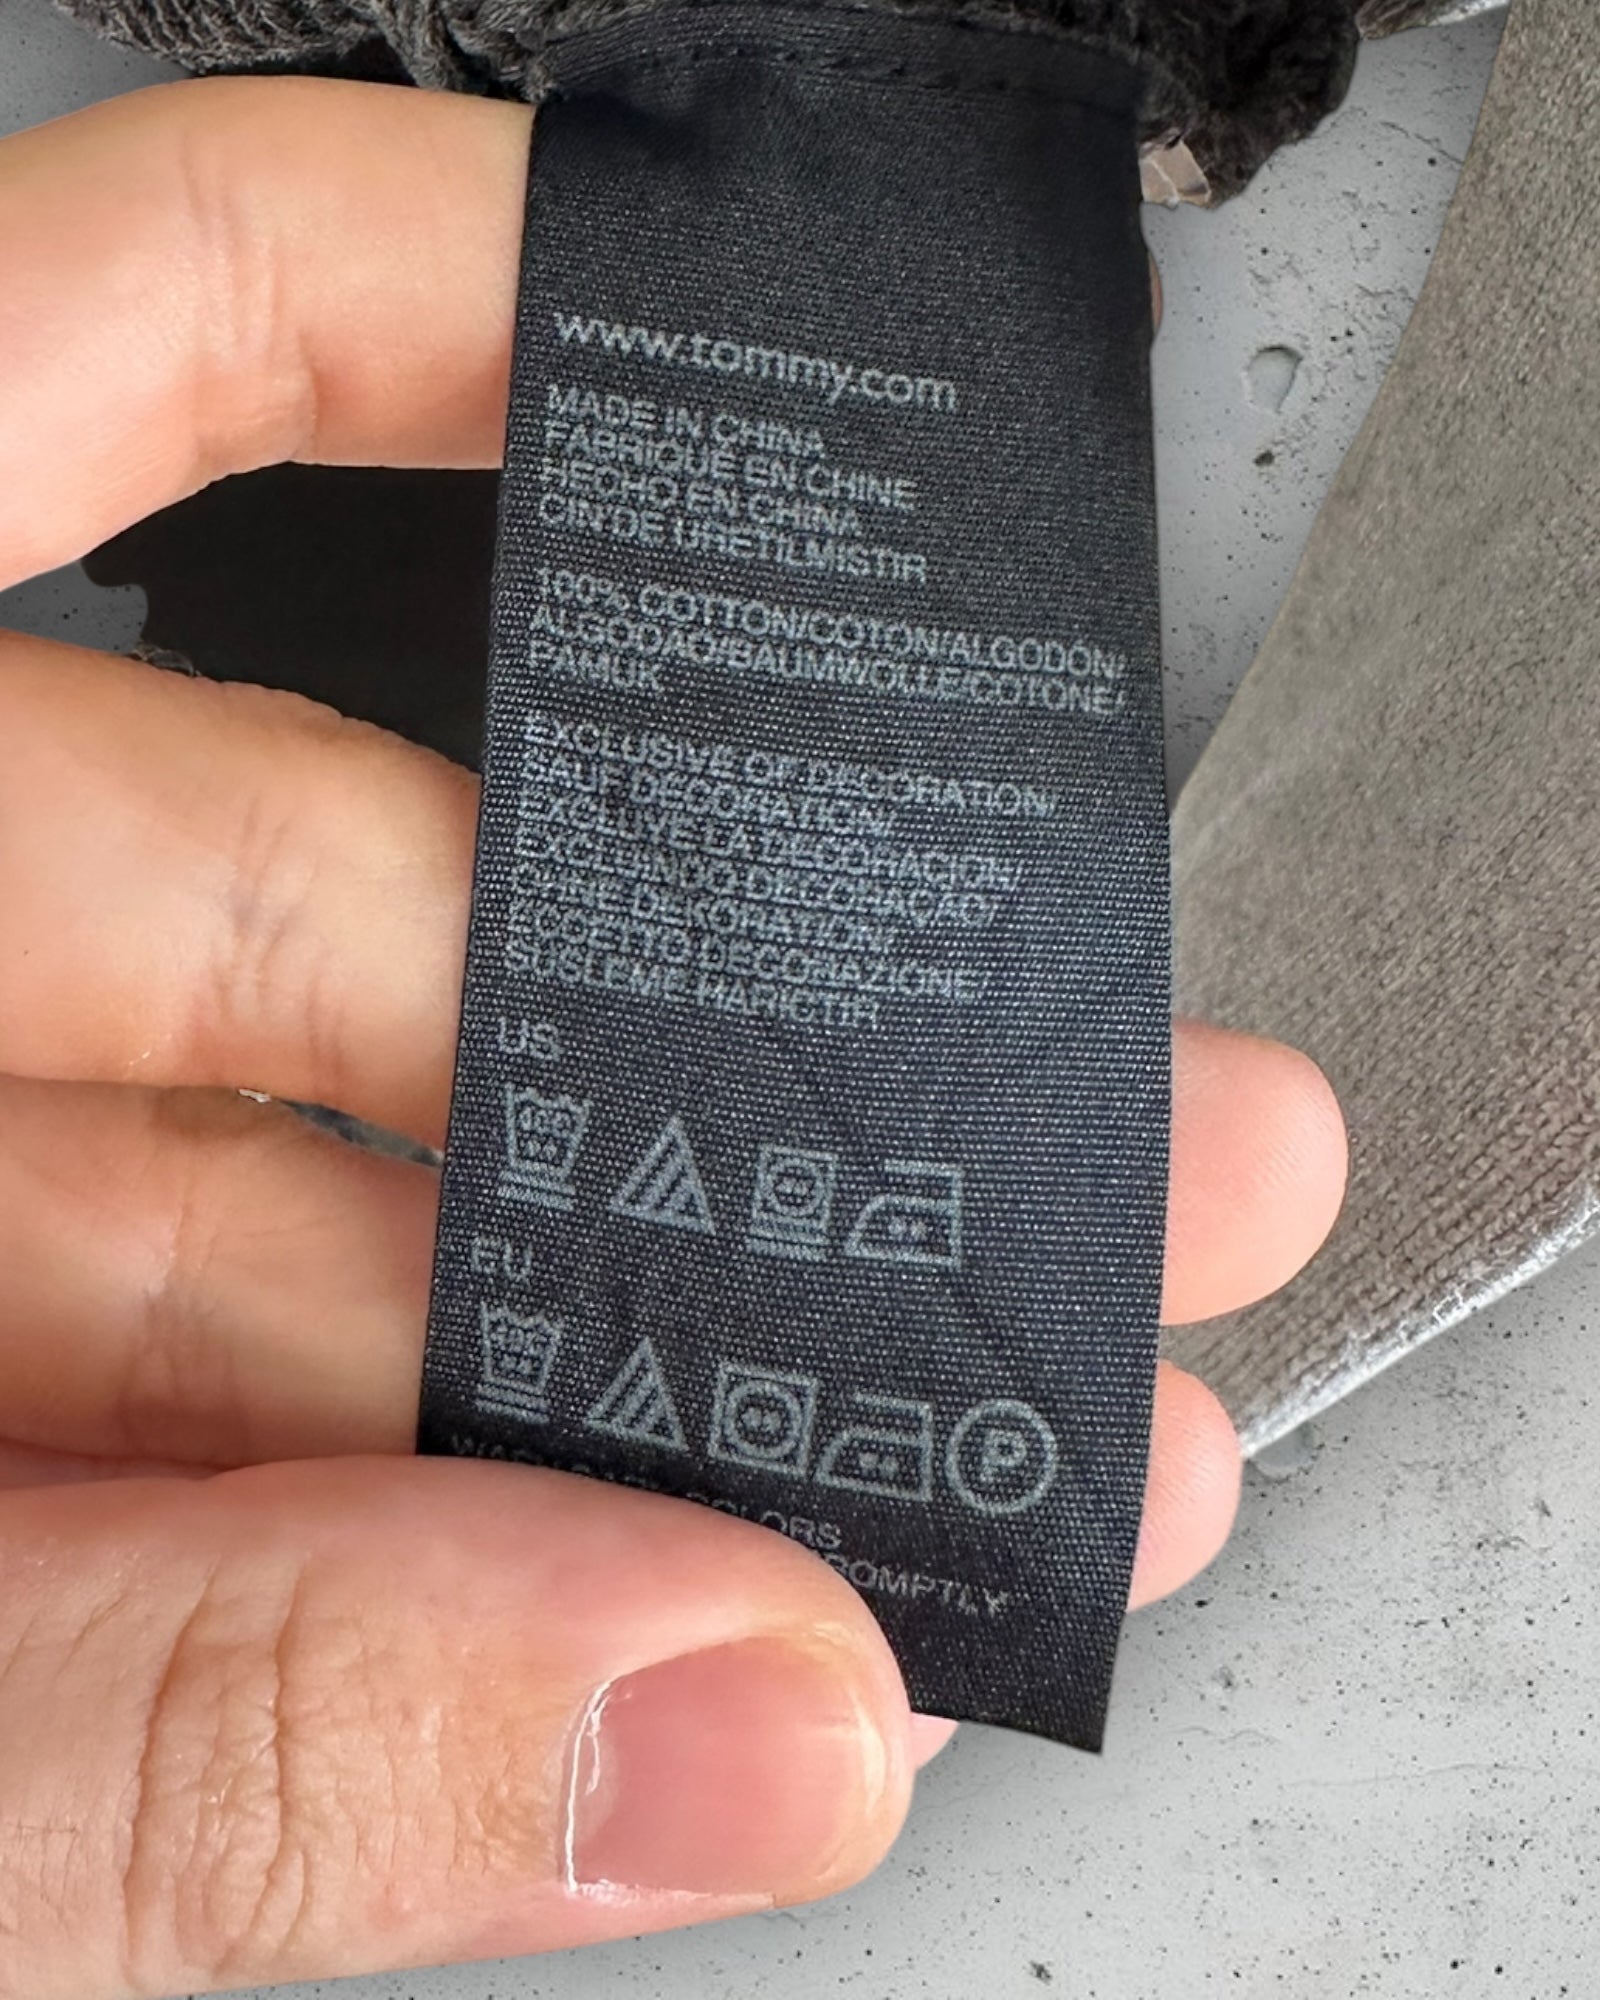 www.tommy.com
MADE IN CHINA
FABRIQUÉ EN CHINE
HECHO EN CHINA
ÇIN'DE ÜRETILMISTIR
100% COTTON/COTON/ALGODÓN/
ALGODÃO/BAUMWOLLE/COTONE/
PAMUK
EXCLUSIVE OF DECORATION/
SAUF DÉCORATION/
EXCLUYE LA DECORACIÓN/
EXCLUINDO DECORAÇÃO/
OHNE DEKORATION/
ECCETTO DECORAZIONE/
SÜSLEME HARIÇTIR
US
EU
P
COLORS